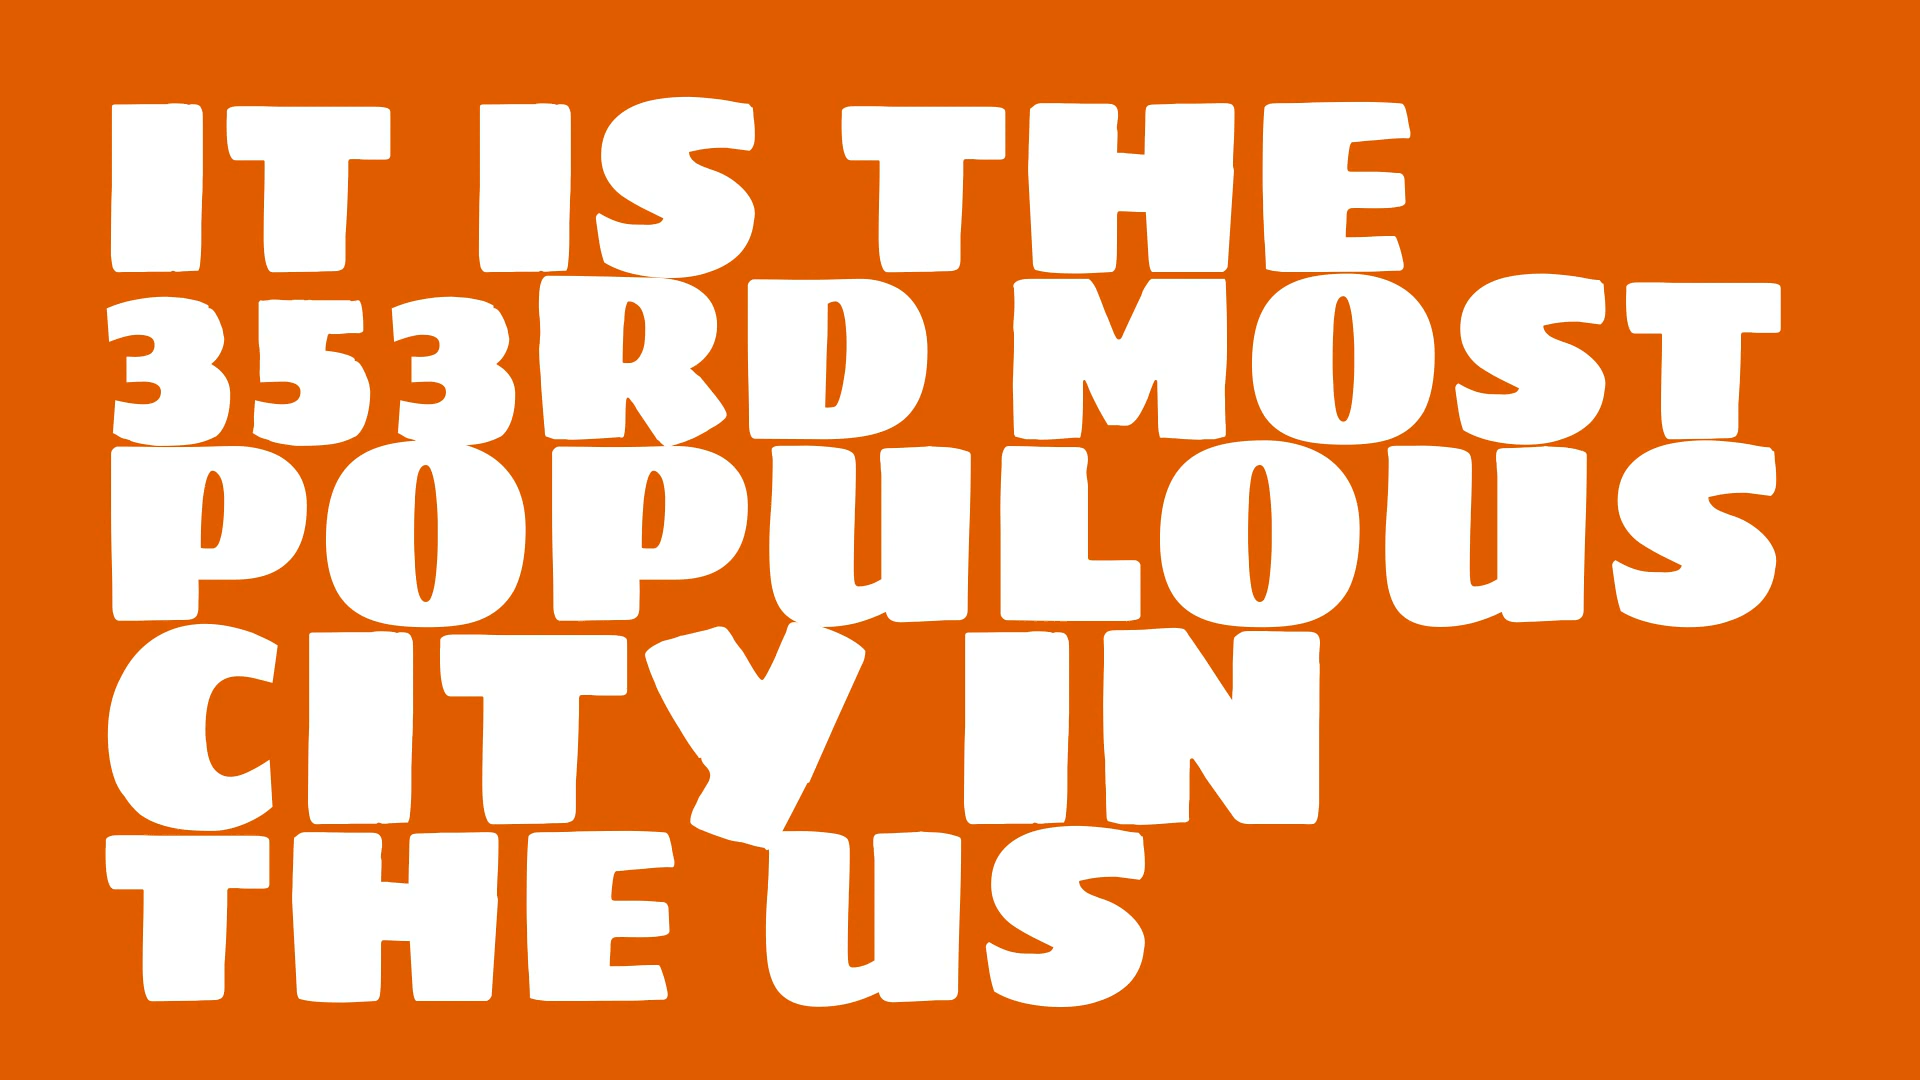 IT IS THE
353RD MOST
POPULOUS
CITY IN
THE US